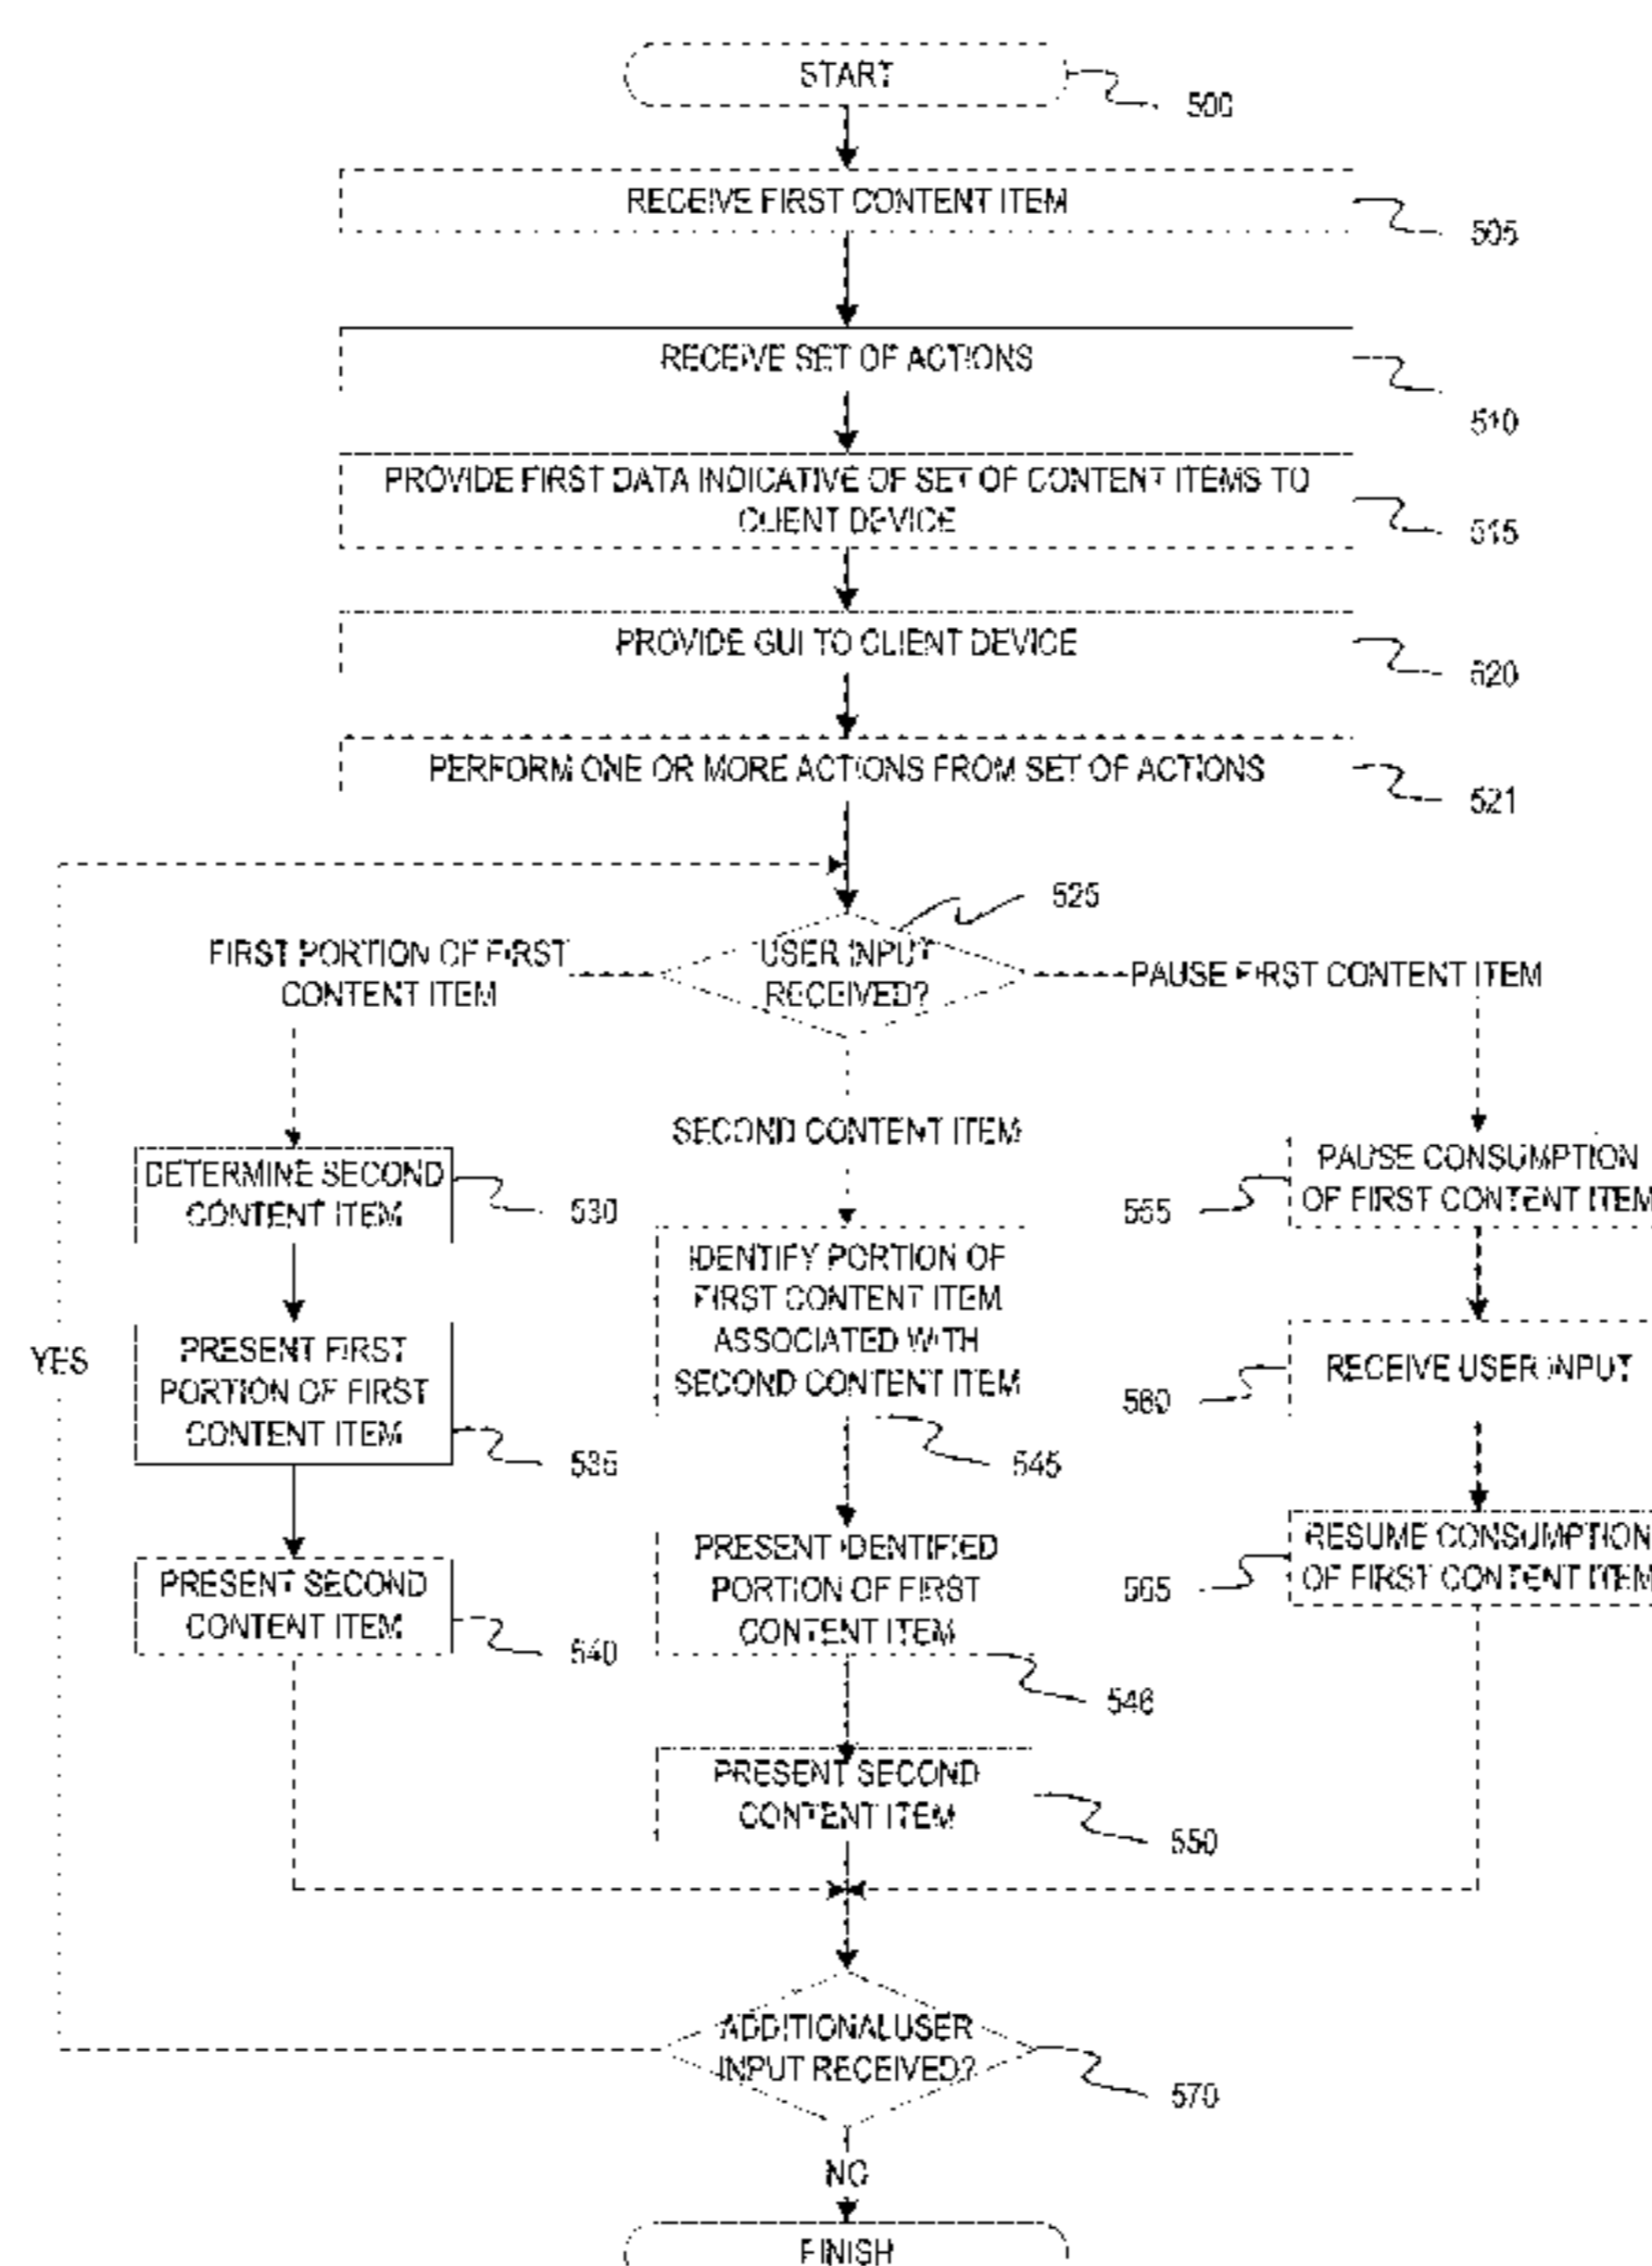 START
500
RECEIVE FIRST CONTENT ITEM
505
RECEIVE SET OF ACTIONS
510
PROVIDE FIRST DATA INDICATIVE OF SET OF CONTENT ITEMS TO
CLIENT DEVICE
515
PROVIDE GUI TO CLIENT DEVICE
520
PERFORM ONE OR MORE ACTIONS FROM SET OF ACTIONS
521
525
USER INPUT
RECEIVED?
FIRST PORTION OF FIRST
CONTENT ITEM
PAUSE FIRST CONTENT ITEM
SECOND CONTENT ITEM
DETERMINE SECOND
CONTENT ITEM
530
PRESENT FIRST
PORTION OF FIRST
CONTENT ITEM
535
PRESENT SECOND
CONTENT ITEM
540
YES
IDENTIFY PORTION OF
FIRST CONTENT ITEM
ASSOCIATED WITH
SECOND CONTENT ITEM
545
PRESENT IDENTIFIED
PORTION OF FIRST
CONTENT ITEM
546
PRESENT SECOND
CONTENT ITEM
550
PAUSE CONSUMPTION
OF FIRST CONTENT ITEM
555
RECEIVE USER INPUT
560
RESUME CONSUMPTION
OF FIRST CONTENT ITEM
565
ADDITIONAL USER
INPUT RECEIVED?
570
NO
FINISH